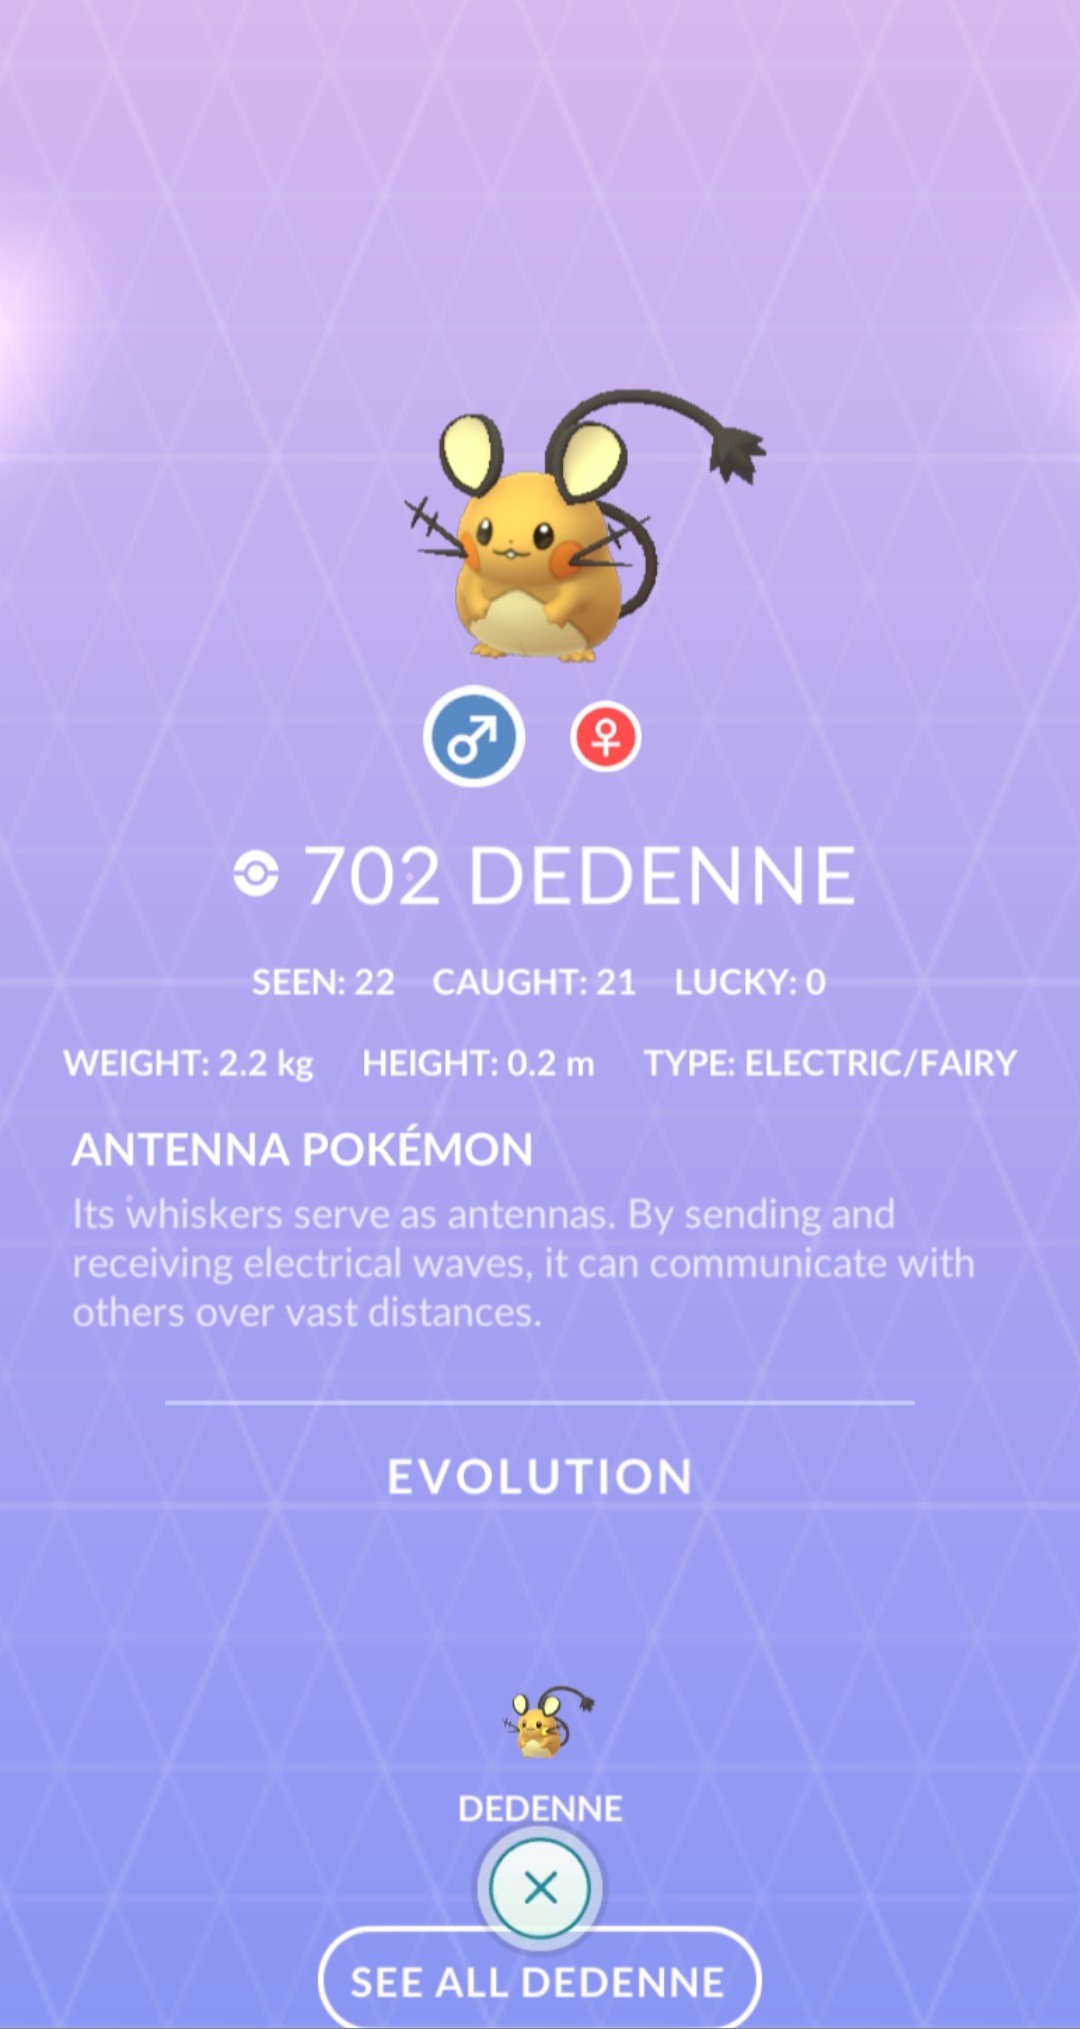 702 DEDENNE
SEEN: 22 CAUGHT: 21 LUCKY: 0
WEIGHT: 2.2 kg HEIGHT: 0.2 m TYPE: ELECTRIC/FAIRY
ANTENNA POKÉMON
Its whiskers serve as antennas. By sending and
receiving electrical waves, it can communicate with
others over vast distances.
EVOLUTION
DEDENNE
SEE ALL DEDENNE